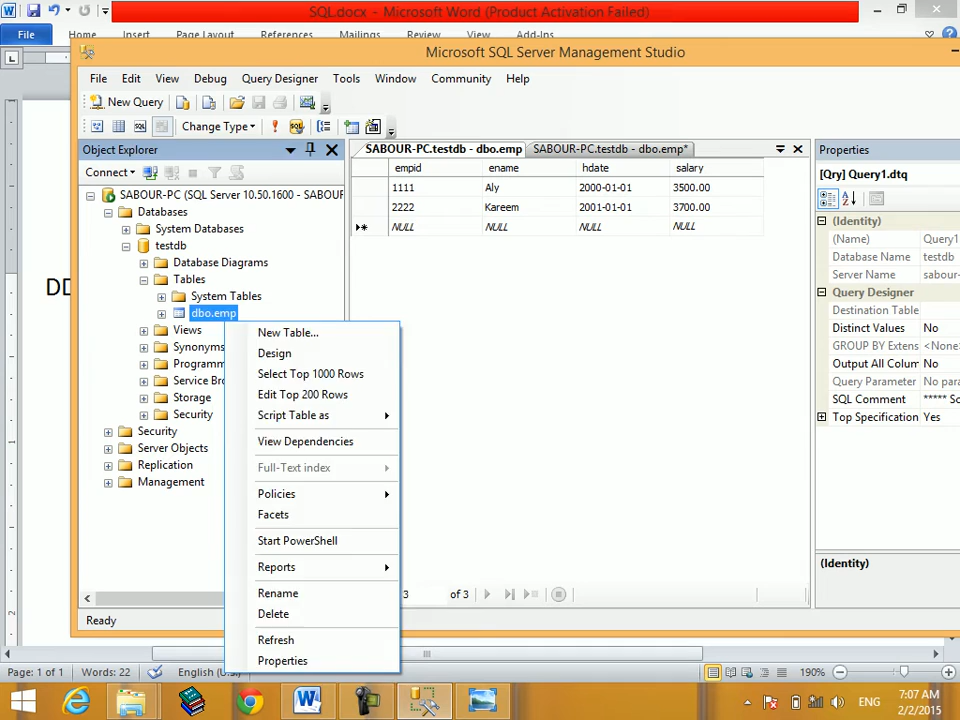 SQL.docx - Microsoft Word (Product Activation Failed)
File Home Insert Page Layout References Mailings Review View Add-Ins
Microsoft SQL Server Management Studio
File Edit View Debug Query Designer Tools Window Community Help
New Query
Change Type
Object Explorer
Connect
SABOUR-PC (SQL Server 10.50.1600 - SABOUR
Databases
System Databases
testdb
Database Diagrams
Tables
System Tables
dbo.emp
Views
Synonyms
Programm
Service Bro
Storage
Security
Security
Server Objects
Replication
Management
New Table...
Design
Select Top 1000 Rows
Edit Top 200 Rows
Script Table as
View Dependencies
Full-Text index
Policies
Facets
Start PowerShell
Reports
Rename
Delete
Refresh
Properties
SABOUR-PC.testdb - dbo.emp SABOUR-PC.testdb - dbo.emp*
empid ename hdate salary
1111 Aly 2000-01-01 3500.00
2222 Kareem 2001-01-01 3700.00
NULL NULL NULL NULL
3 of 3
Properties
[Qry] Query1.dtq
(Identity)
(Name) Query1
Database Name testdb
Server Name sabour-
Query Designer
Destination Table
Distinct Values No
GROUP BY Extens <None>
Output All Colum No
Query Parameter No para
SQL Comment ***** Sc
Top Specification Yes
(Identity)
Ready
DD
Page: 1 of 1 Words: 22 English (U.S 190%
ENG 7:07 AM
2/2/2015